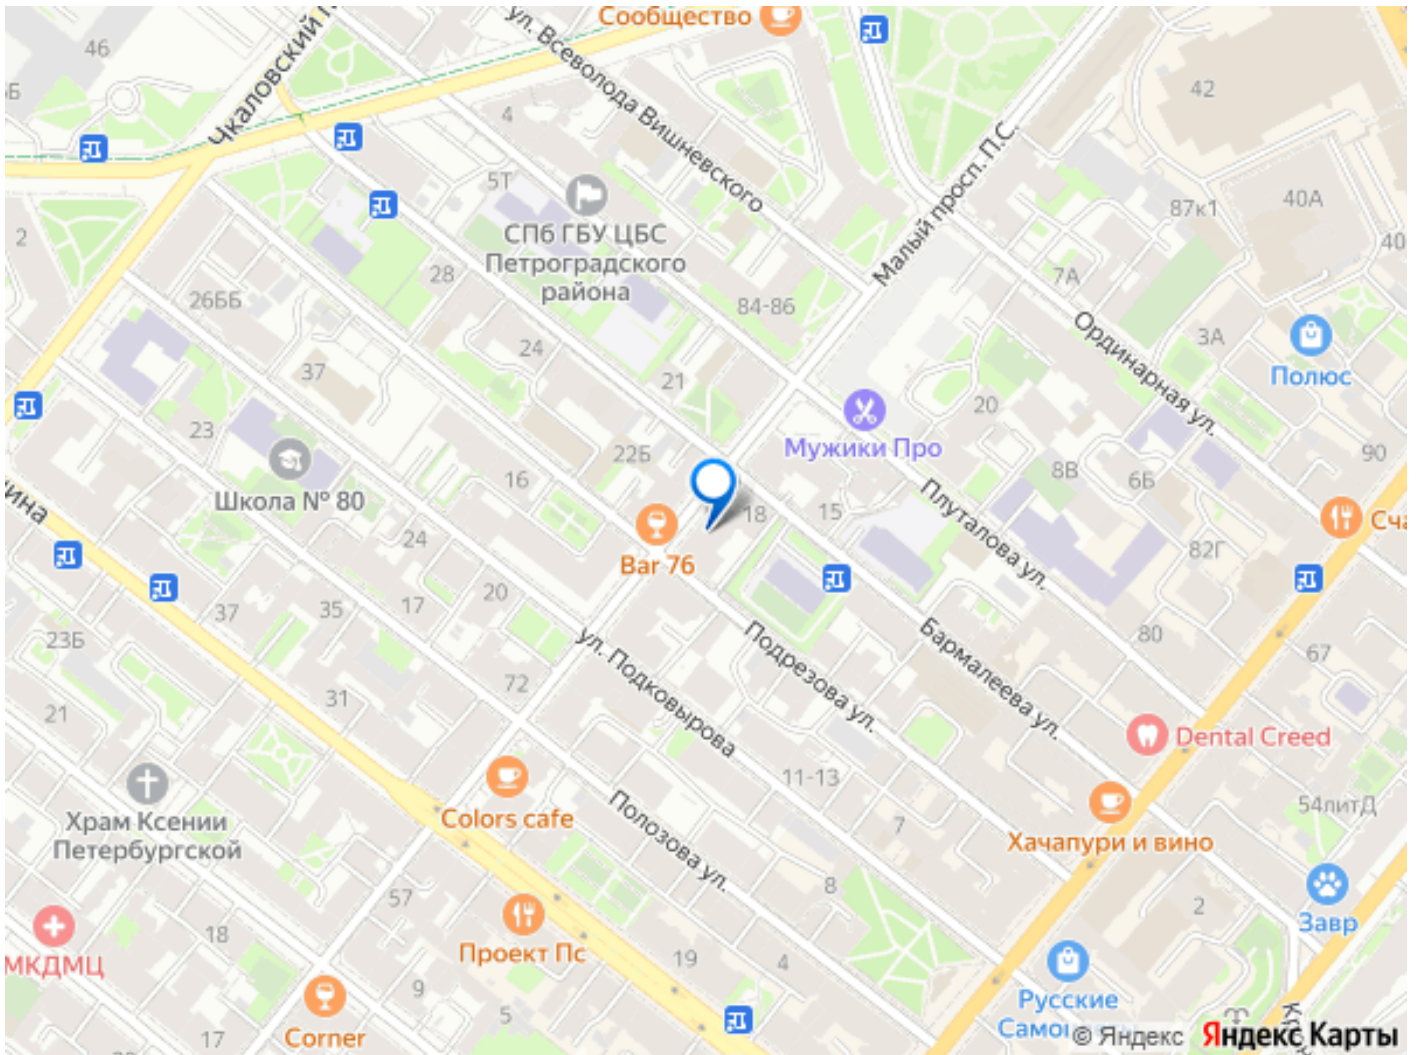 Сообщество
ул. Всеволода Вишневского
46
Чкаловский
42
4
5Т
Малый просп. П.С.
СПб ГБУ ЦБС
Петроградского
района
87к1
40А
40
2
28
7А
26ББ
84-86
24
Ординарная ул.
3А
Полюс
37
21
20
Мужики Про
23
22Б
Школа № 80
16
8В
6Б
90
Плуталова ул.
18
15
Bar 76
24
82Г
37
35
17
20
23Б
ул. Подковырова
Подрезова ул.
Бармалеева ул.
80
67
31
72
21
Dental Creed
11-13
Храм Ксении
Петербургской
Colors cafe
Полозова ул.
7
54литД
Хачапури и вино
8
57
2
Завр
18
Проект Пс
МКДМЦ
19
4
9
5
Русские
17
Corner
© Яндекс
Яндекс Карты